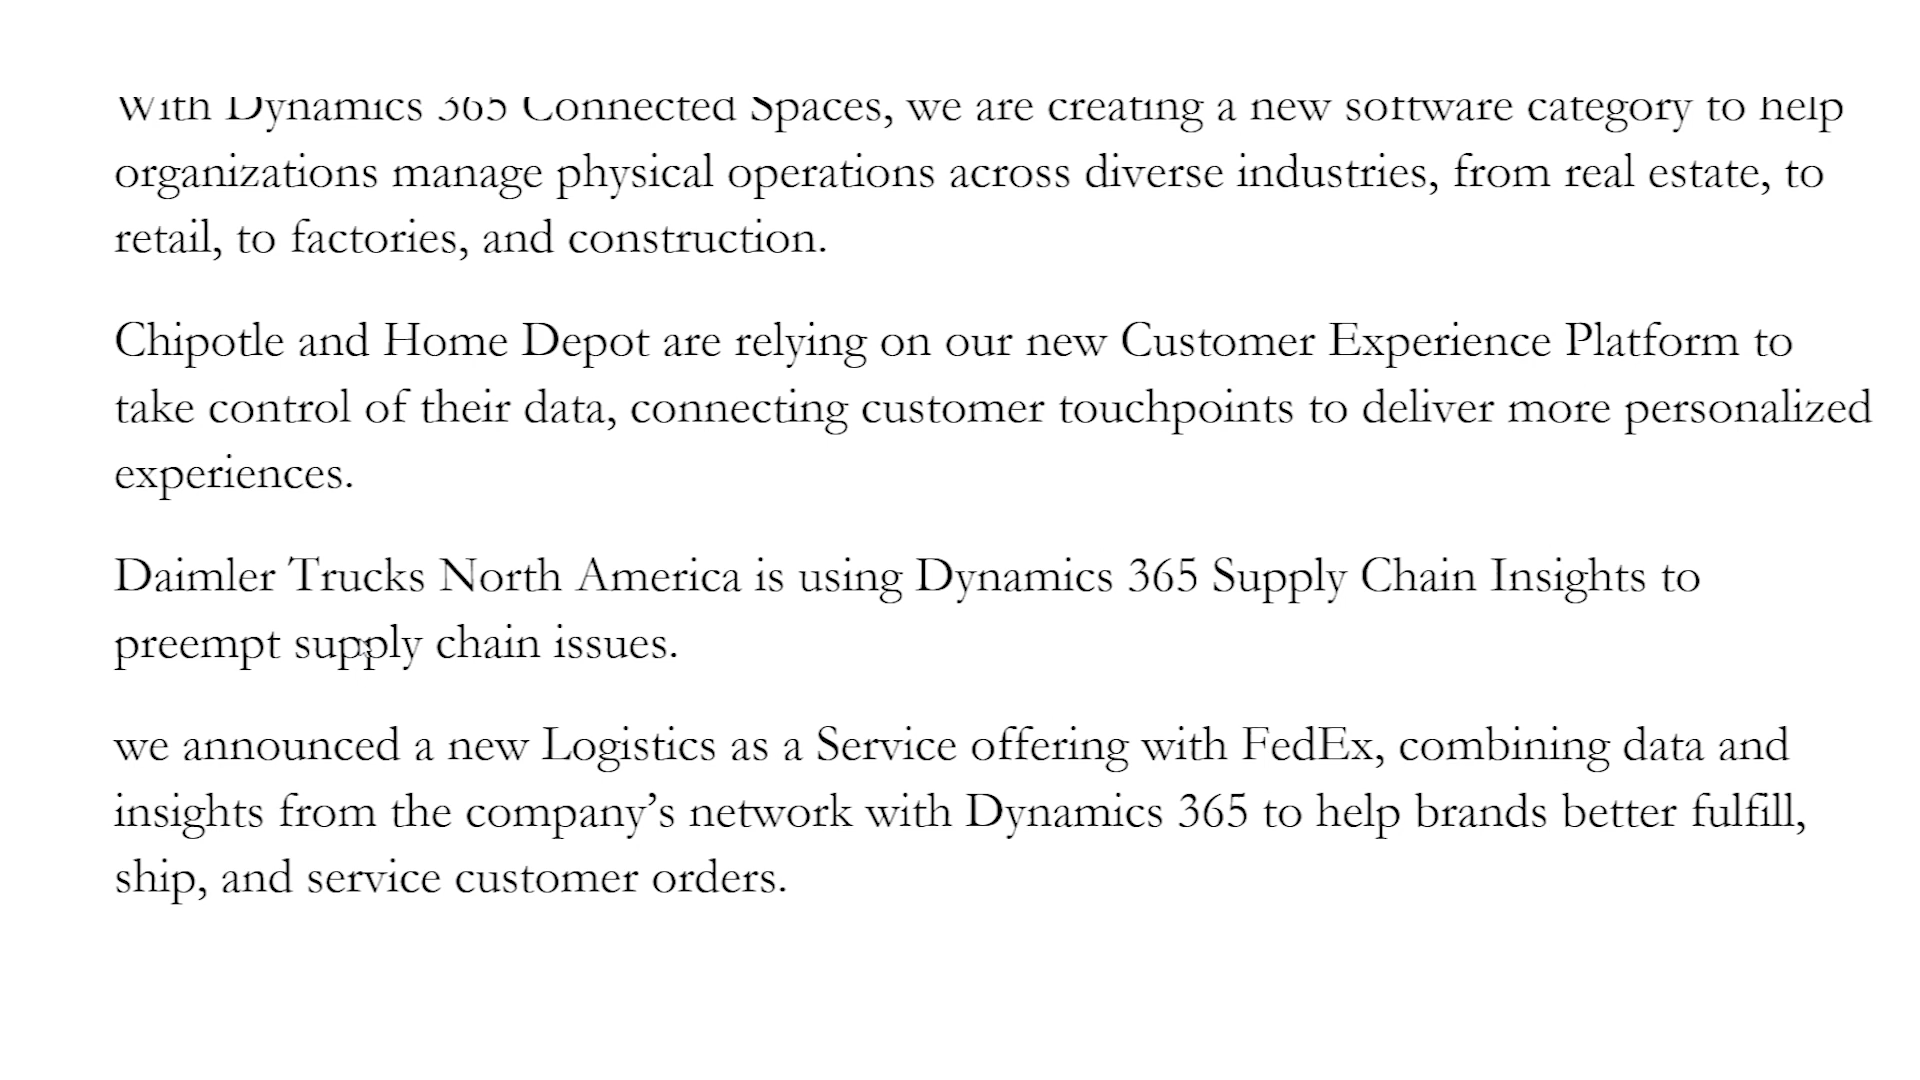 With Dynamics 365 Connected Spaces, we are creating a new software category to help
organizations manage physical operations across diverse industries, from real estate, to
retail, to factories, and construction.
Chipotle and Home Depot are relying on our new Customer Experience Platform to
take control of their data, connecting customer touchpoints to deliver more personalized
experiences.
Daimler Trucks North America is using Dynamics 365 Supply Chain Insights to
preempt supply chain issues.
we announced a new Logistics as a Service offering with FedEx, combining data and
insights from the company’s network with Dynamics 365 to help brands better fulfill,
ship, and service customer orders.